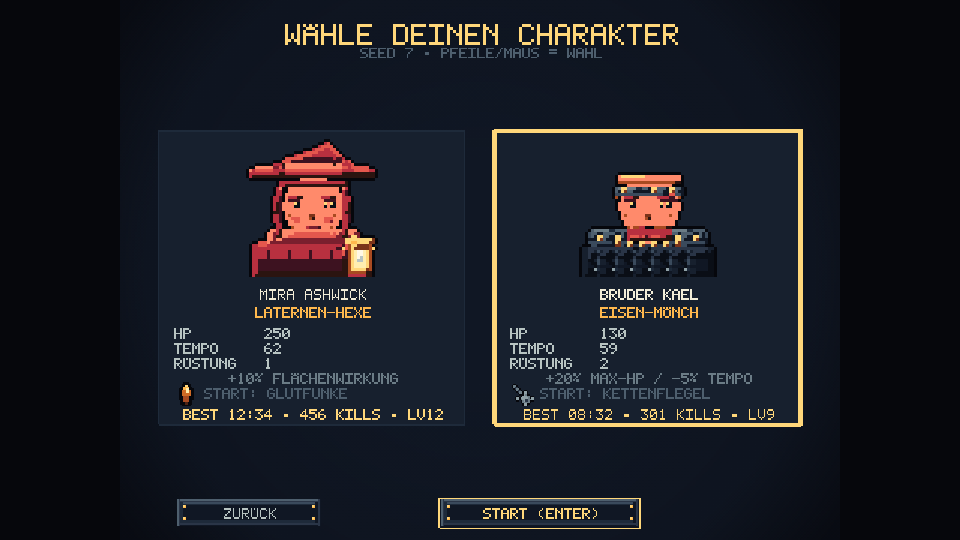 WÄHLE DEINEN CHARAKTER
SEED 7 - PFEILE/MAUS = WAHL
MIRA ASHWICK
LATERNEN-HEXE
HP 250
TEMPO 62
RÜSTUNG 1
+10% FLÄCHENWIRKUNG
START: GLUTFUNKE
BEST 12:34 - 456 KILLS - LV12
BRUDER KAEL
EISEN-MÖNCH
HP 130
TEMPO 59
RÜSTUNG 2
+20% MAX-HP / -5% TEMPO
START: KETTENFLEGEL
BEST 08:32 - 301 KILLS - LV9
ZURÜCK
START (ENTER)